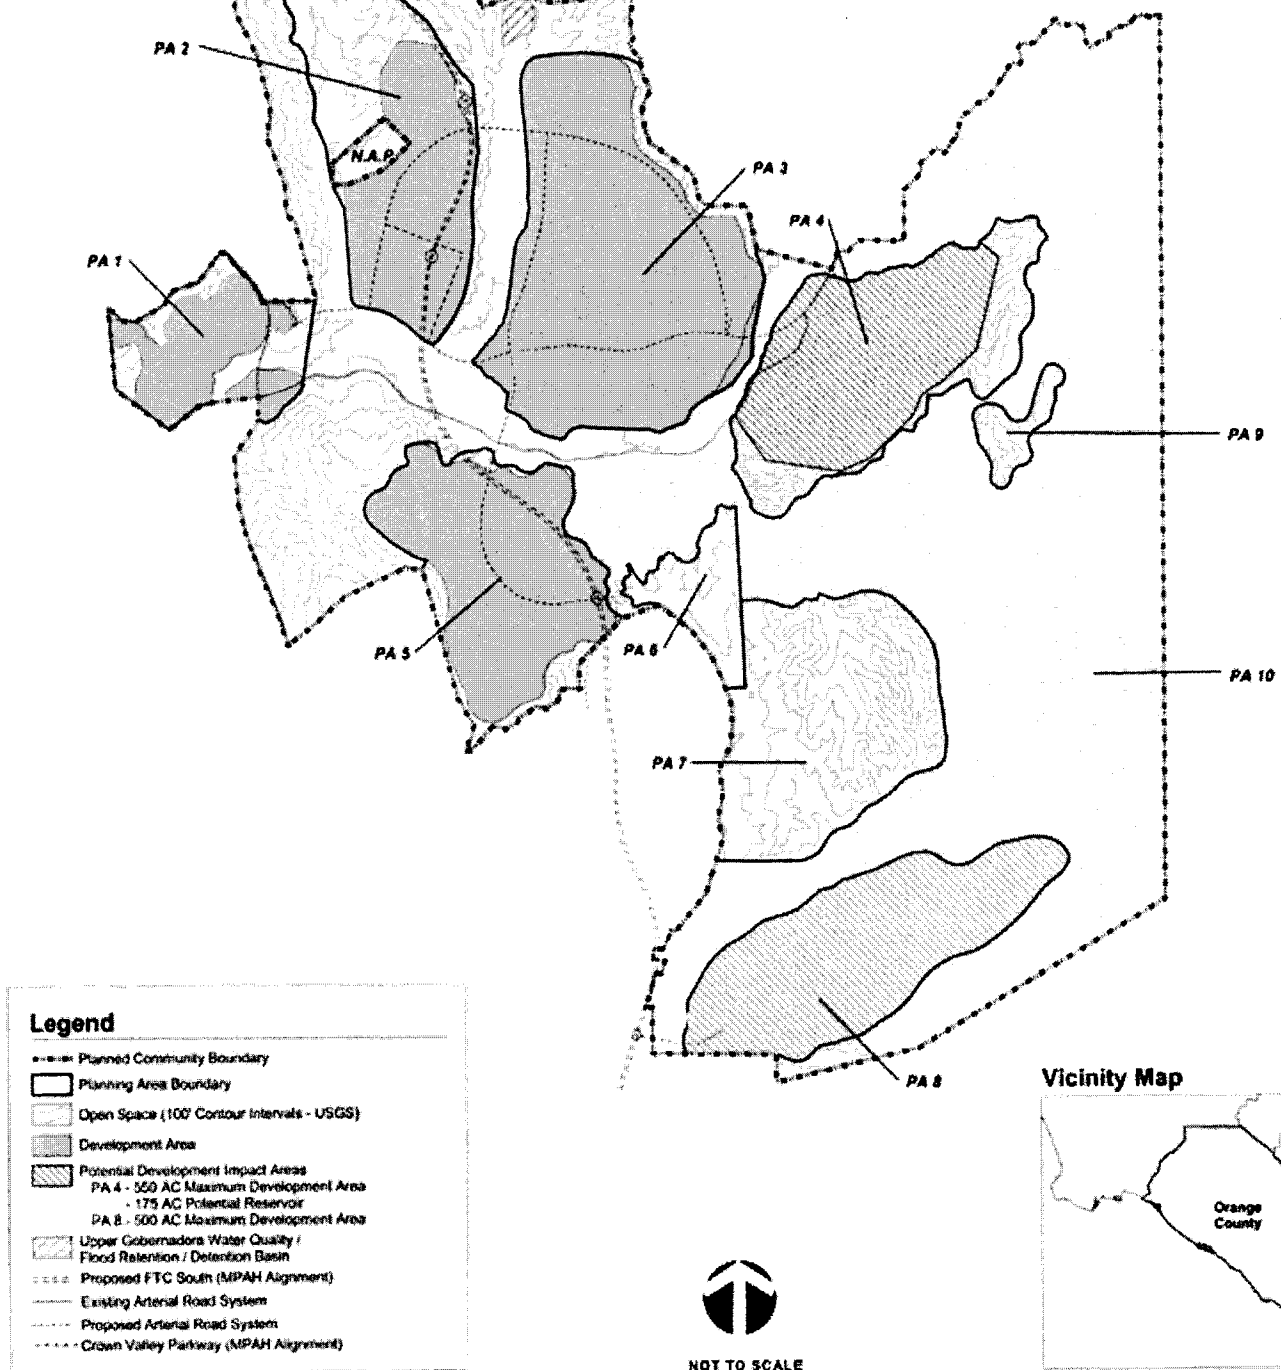 PA 2
N.A.P.
PA 3
PA 4
PA 1
PA 9
PA 5
PA 6
PA 10
PA 7
PA 8
Legend
Planned Community Boundary
Planning Area Boundary
Open Space (100' Contour Intervals - USGS)
Development Area
Potential Development Impact Areas
PA 4 - 550 AC Maximum Development Area
- 175 AC Potential Reservoir
PA 8 - 500 AC Maximum Development Area
Upper Gobernadora Water Quality /
Flood Retention / Detention Basin
Proposed FTC South (MPAH Alignment)
Existing Arterial Road System
Proposed Arterial Road System
Crown Valley Parkway (MPAH Alignment)
NOT TO SCALE
Vicinity Map
Orange
County